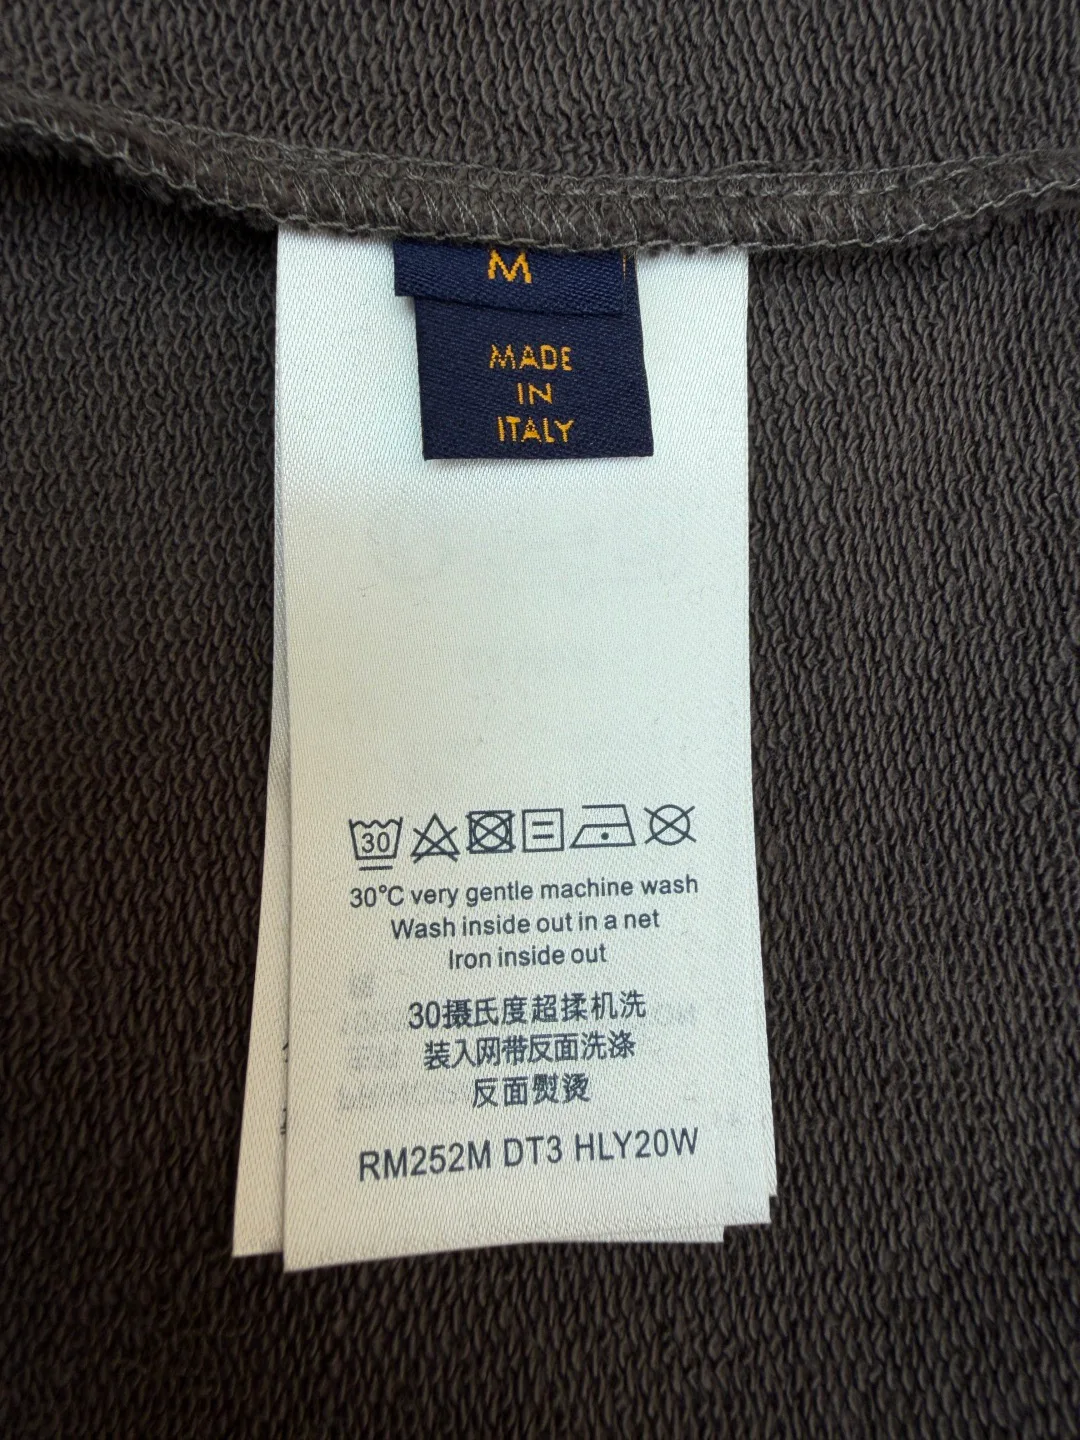 M
MADE
IN
ITALY
30
30°C very gentle machine wash
Wash inside out in a net
Iron inside out
30摄氏度超揉机洗
装入网带反面洗涤
反面熨烫
RM252M DT3 HLY20W